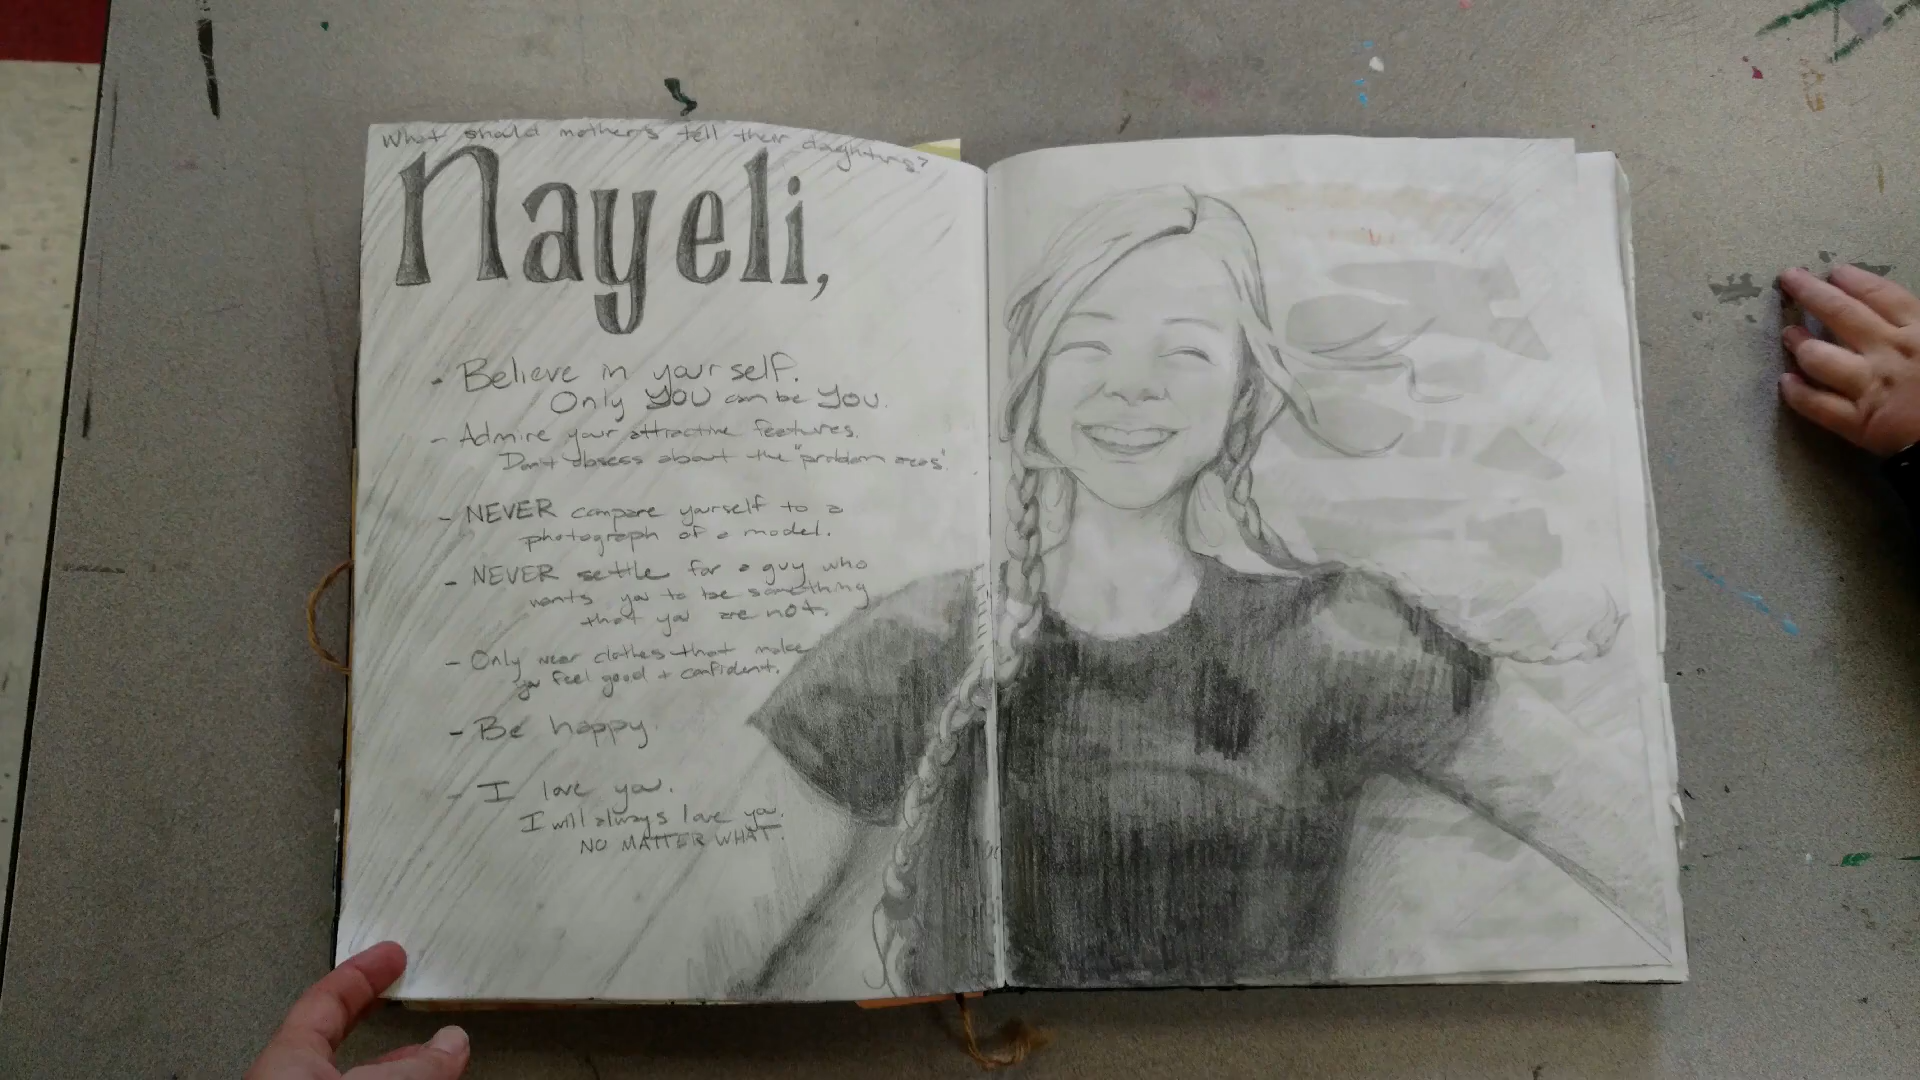 What should mother's tell their daghters?
Nayeli,
- Believe in yourself.
Only YOU can be YOU.
- Admire your attractive features.
Don't obsess about the "problem areas".
- NEVER compare yourself to a
photograph of a model.
- NEVER settle for a guy who
wants you to be something
that you are not.
- Only wear clothes that make
you feel good + confident.
- Be happy.
- I love you.
I will always love you.
NO MATTER WHAT.